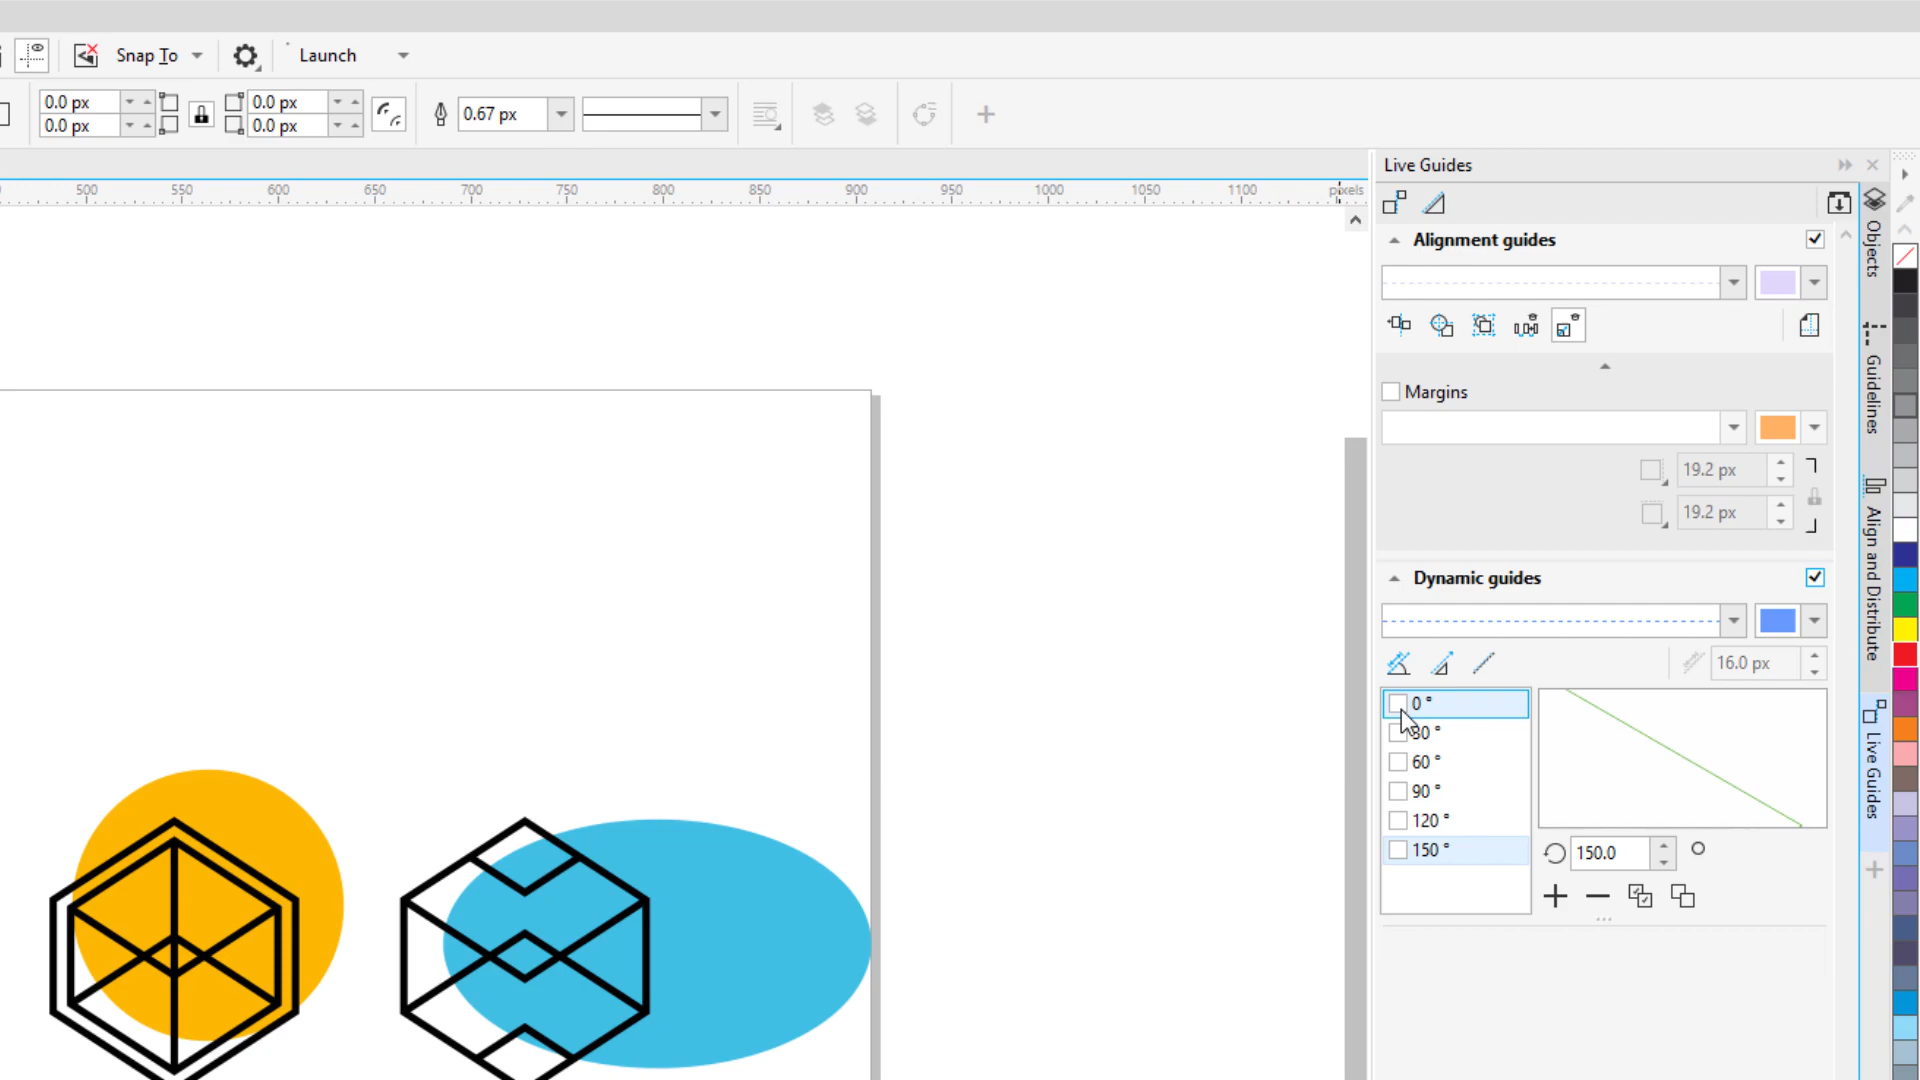 Snap To
Launch
0.0 px
0.0 px
0.0 px
0.0 px
0.67 px
Live Guides
500 550 600 650 700 750 800 850 900 950 1000 1050 1100 pixels
Alignment guides
Margins
19.2 px
19.2 px
Dynamic guides
16.0 px
0 °
30 °
60 °
90 °
120 °
150 °
150.0
Objects
Guidelines
Align and Distribute
Live Guides